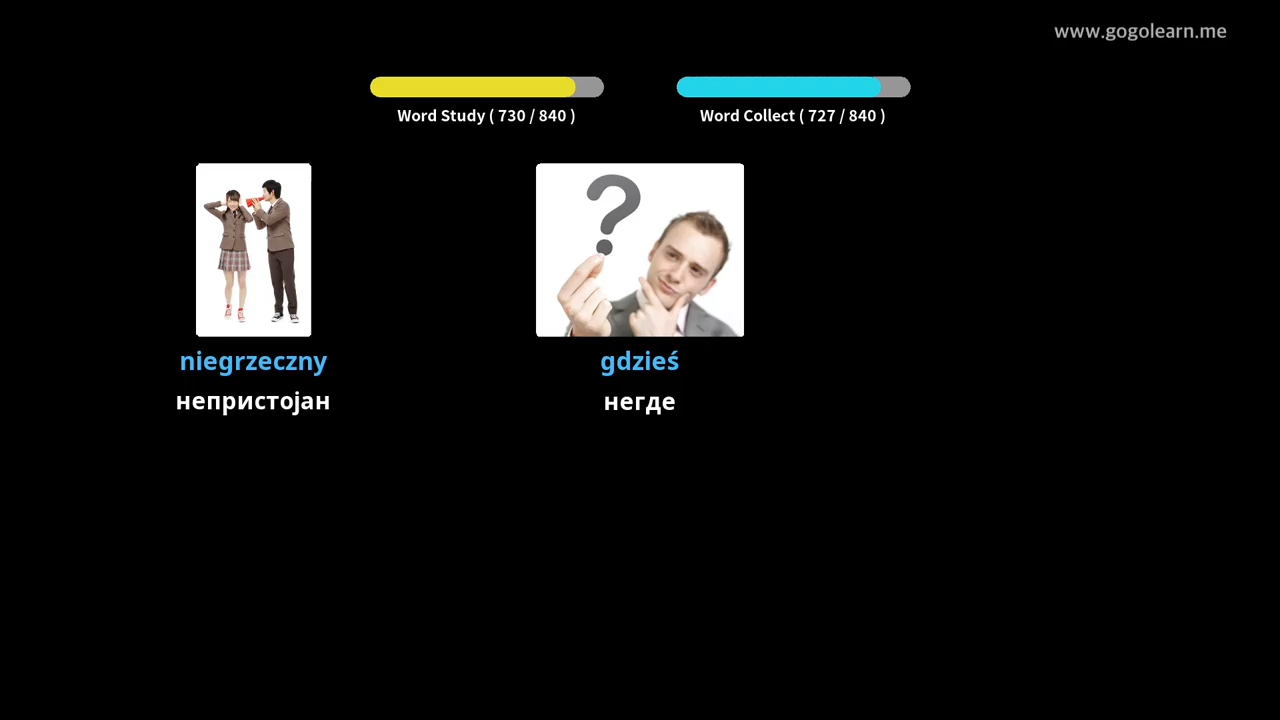 www.gogolearn.me
Word Study ( 730 / 840 )
Word Collect ( 727 / 840 )
niegrzeczny
gdzieś
непристојан
негде